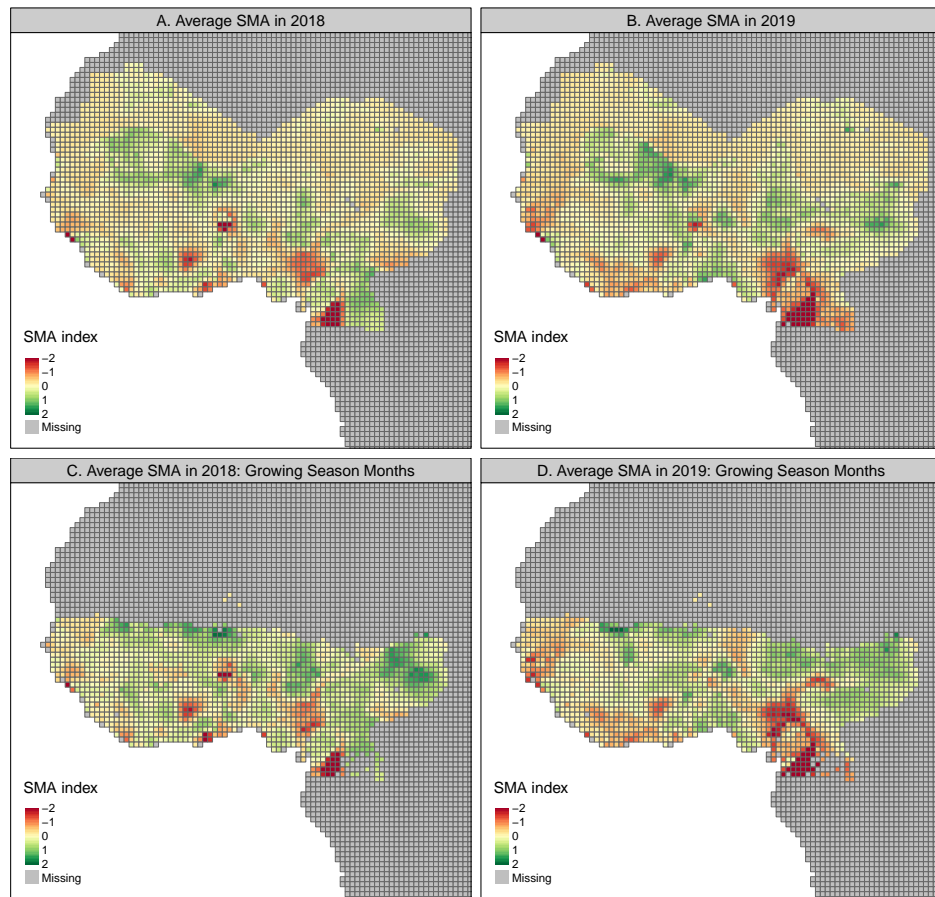 A. Average SMA in 2018
SMA index
−2
−1
0
1
2
Missing
B. Average SMA in 2019
SMA index
−2
−1
0
1
2
Missing
C. Average SMA in 2018: Growing Season Months
SMA index
−2
−1
0
1
2
Missing
D. Average SMA in 2019: Growing Season Months
SMA index
−2
−1
0
1
2
Missing